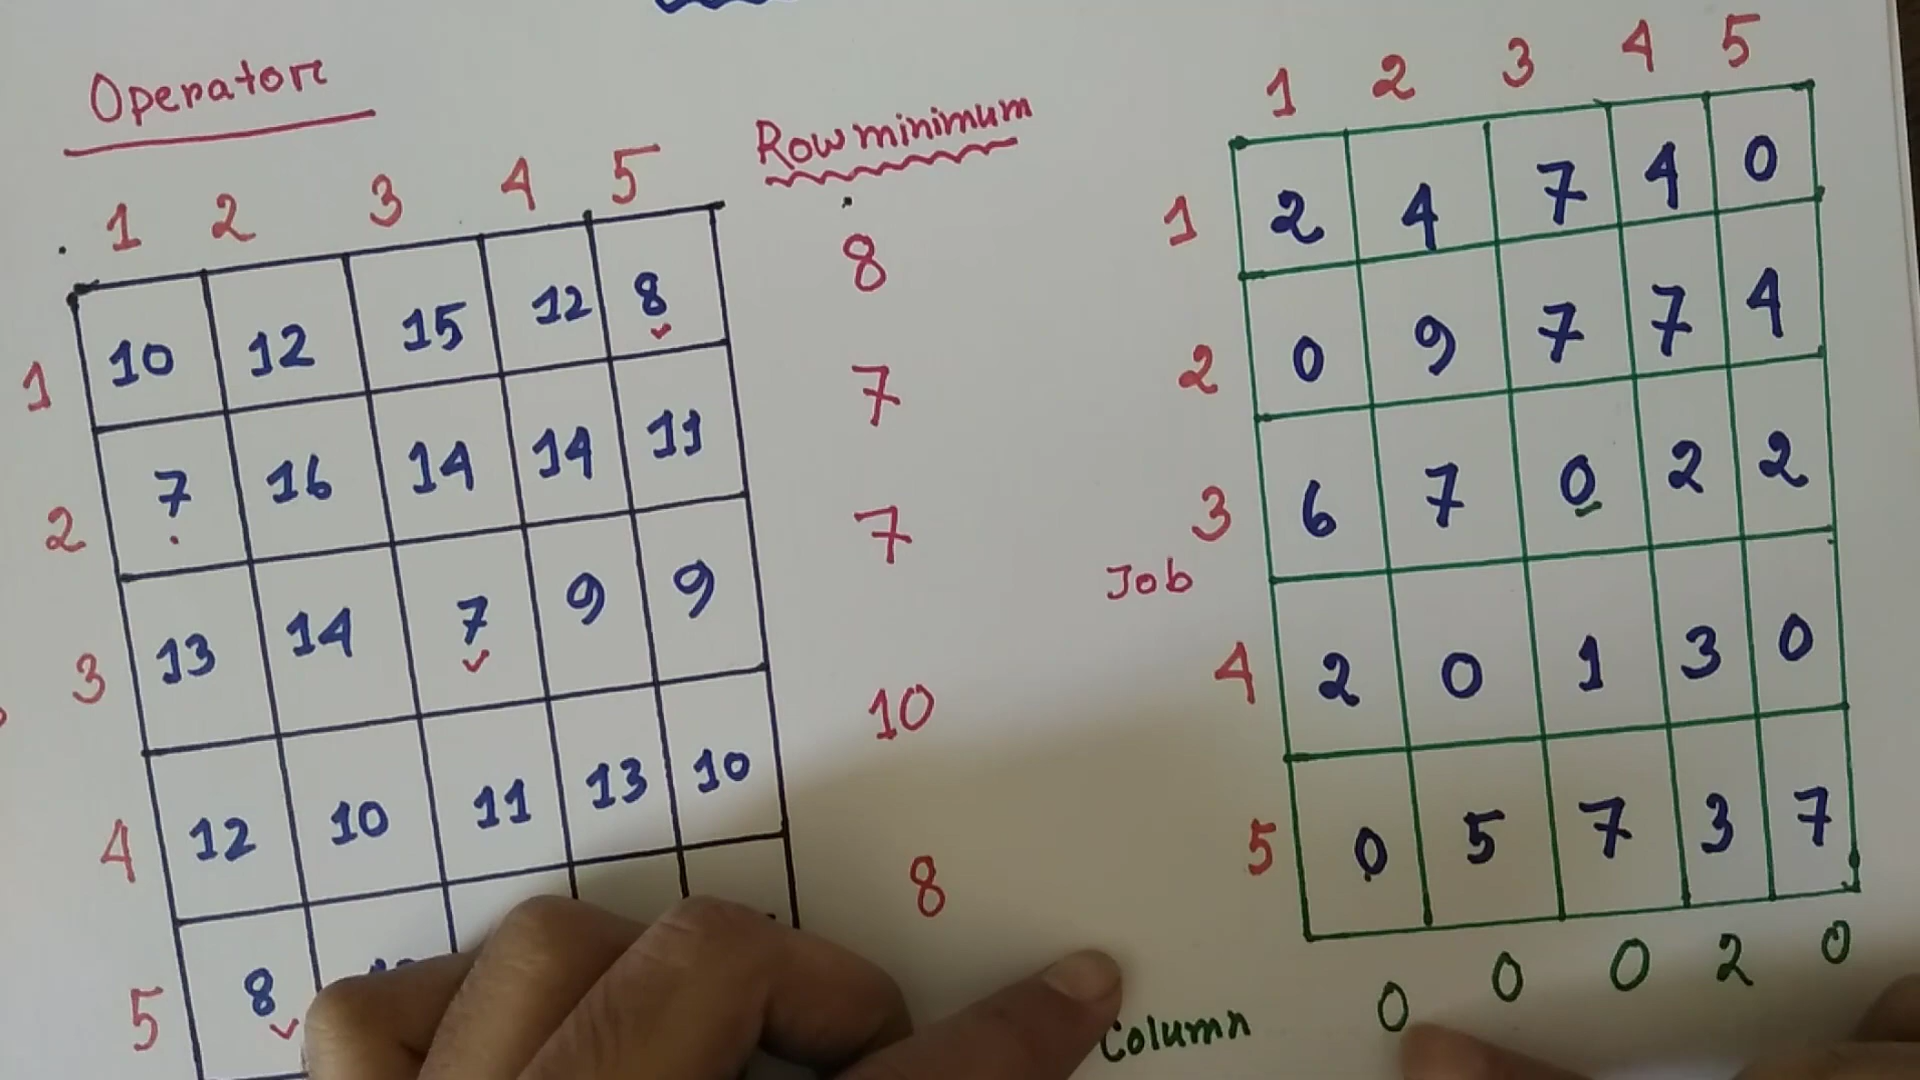 Operatorr
Row minimum
1 2 3 4 5
1 10 12 15 12 8
8
2 7 16 14 14 11
7
3 13 14 7 9 9
7
4 12 10 11 13 10
10
5 8
8
1 2 3 4 5
1 2 4 7 4 0
2 0 9 7 7 4
3 6 7 0 2 2
Job
4 2 0 1 3 0
5 0 5 7 3 7
Column 0 0 0 2 0